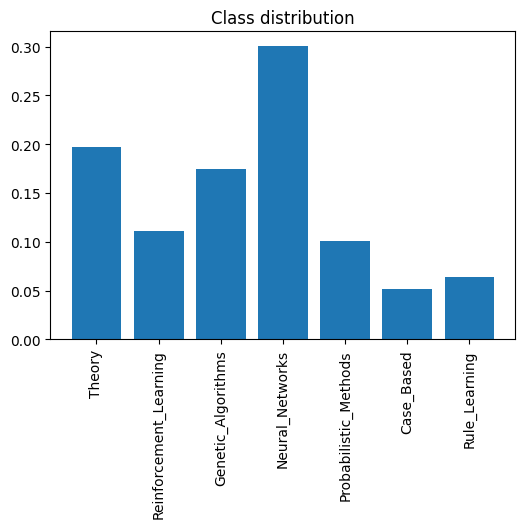 Class distribution
0.30
0.25
0.20
0.15
0.10
0.05
0.00
Theory
Reinforcement_Learning
Genetic_Algorithms
Neural_Networks
Probabilistic_Methods
Case_Based
Rule_Learning